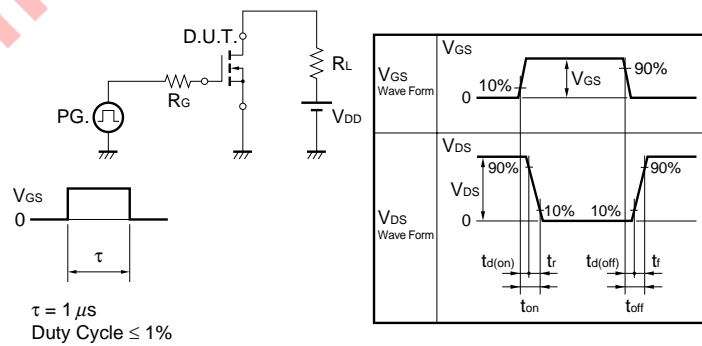 D.U.T.
RL
RG
PG.
VDD
VGS
0
τ
τ = 1 μs
Duty Cycle ≤ 1%
VGS
Wave Form
VGS
10%
VGS
90%
0
VDS
Wave Form
VDS
90%
90%
VDS
10%
10%
0
td(on)
tr
td(off)
tf
ton
toff